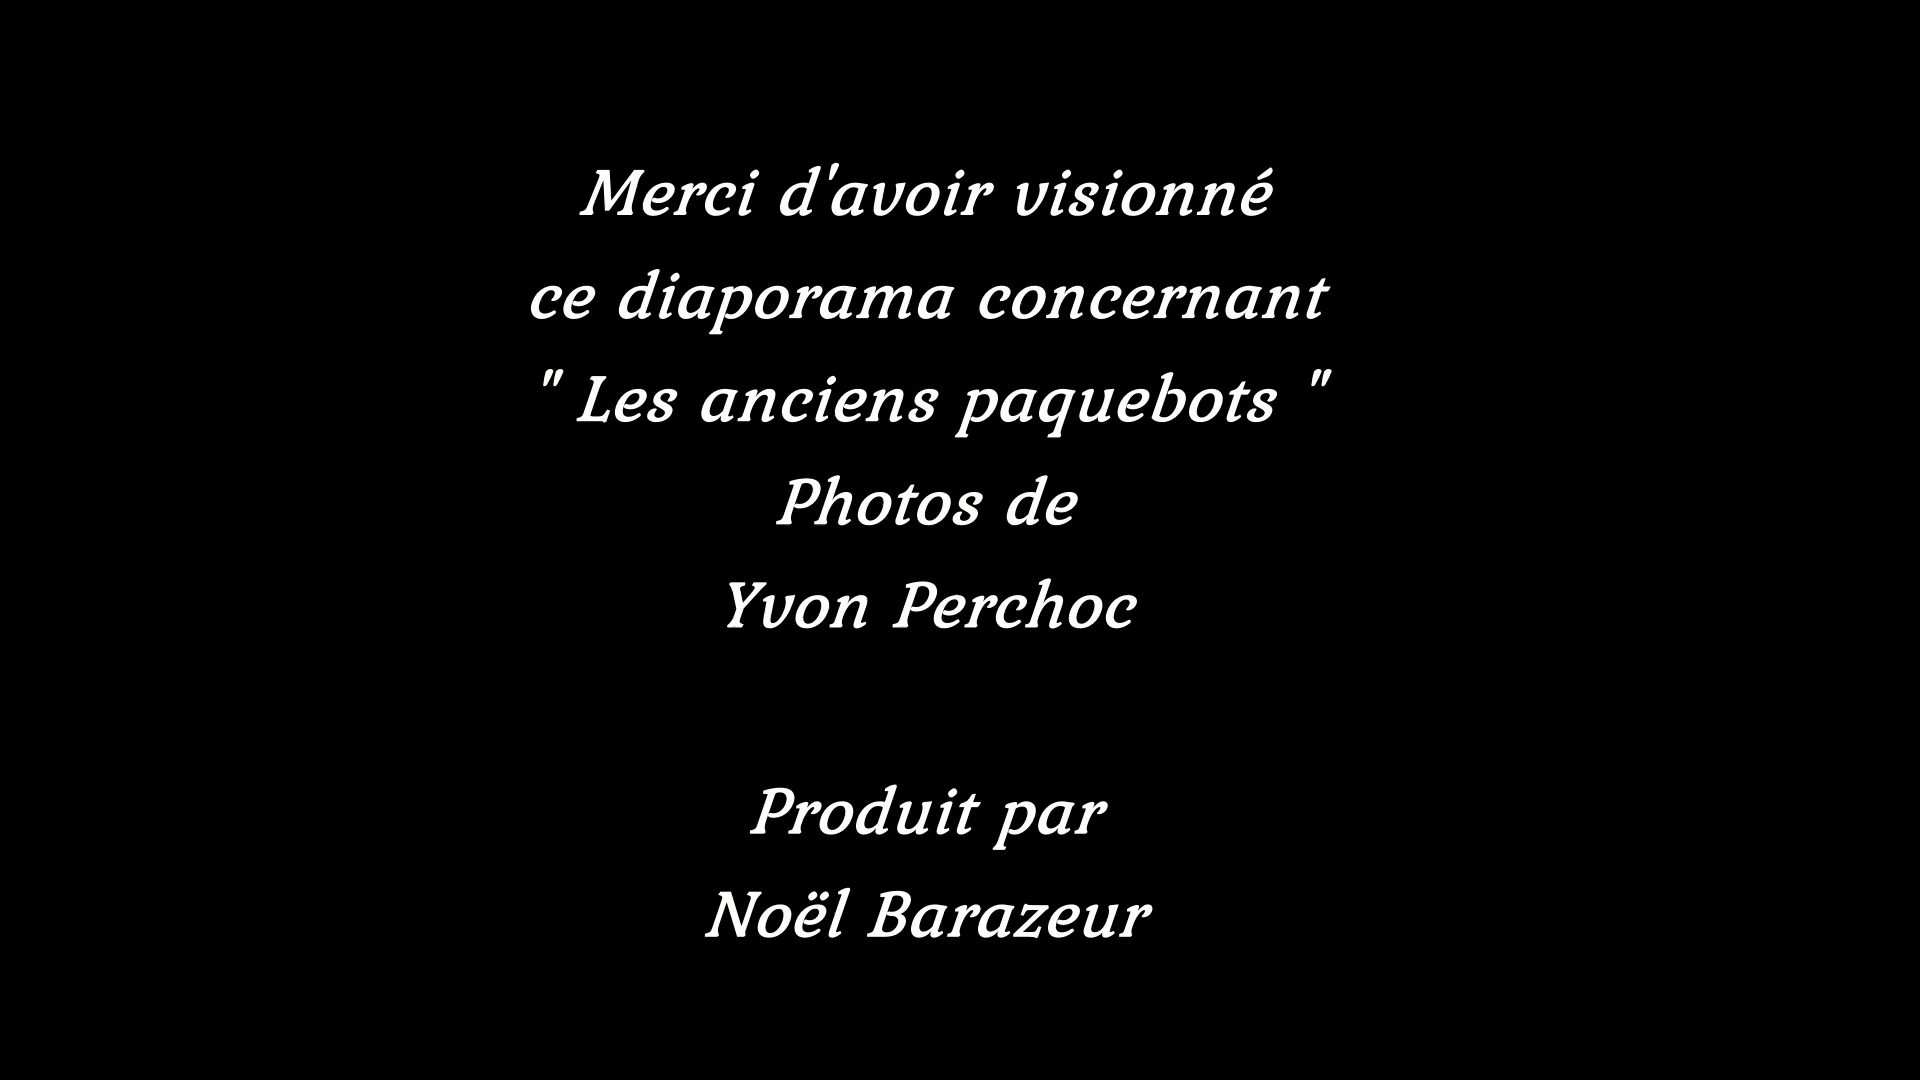 Merci d'avoir visionné
ce diaporama concernant
" Les anciens paquebots "
Photos de
Yvon Perchoc
Produit par
Noël Barazeur